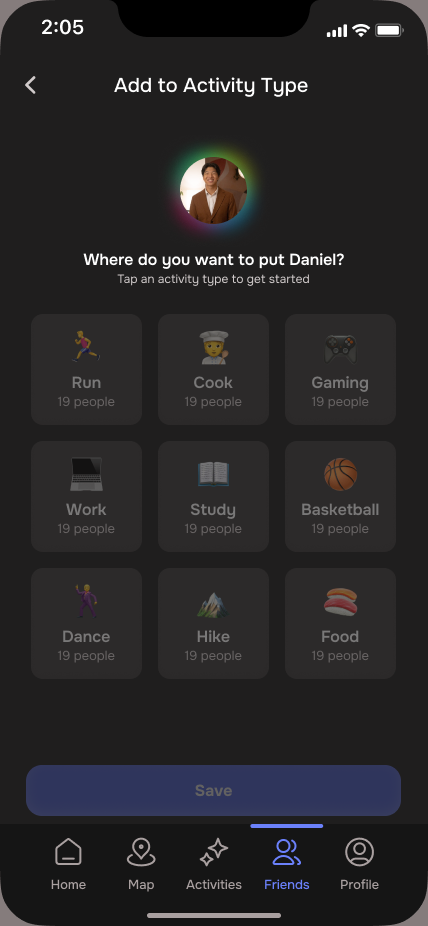 2:05
Add to Activity Type
Where do you want to put Daniel?
Tap an activity type to get started
Run
19 people
Cook
19 people
Gaming
19 people
Work
19 people
Study
19 people
Basketball
19 people
Dance
19 people
Hike
19 people
Food
19 people
Save
Home
Map
Activities
Friends
Profile